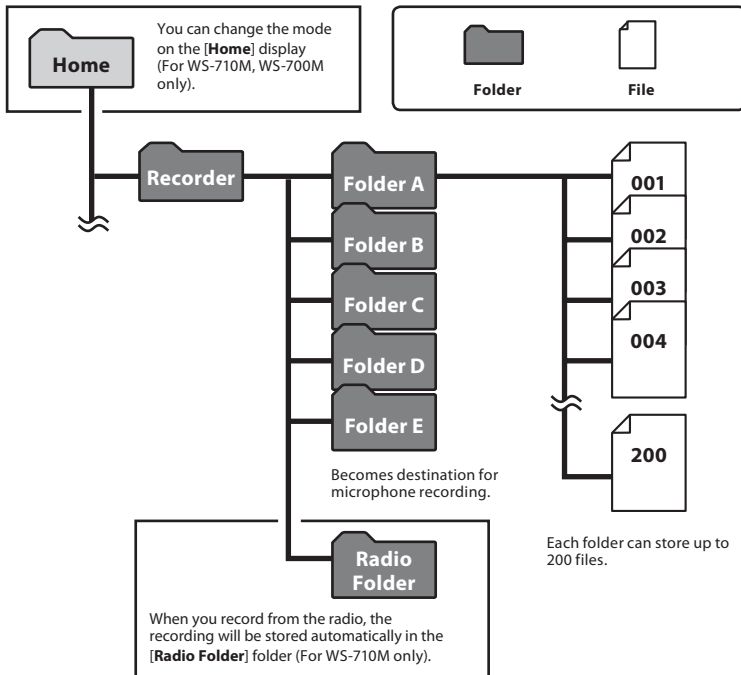 Home
You can change the mode
on the [Home] display
(For WS-710M, WS-700M
only).
Folder
File
Recorder
Folder A
Folder B
Folder C
Folder D
Folder E
001
002
003
004
200
Becomes destination for
microphone recording.
Each folder can store up to
200 files.
Radio
Folder
When you record from the radio, the
recording will be stored automatically in the
[Radio Folder] folder (For WS-710M only).